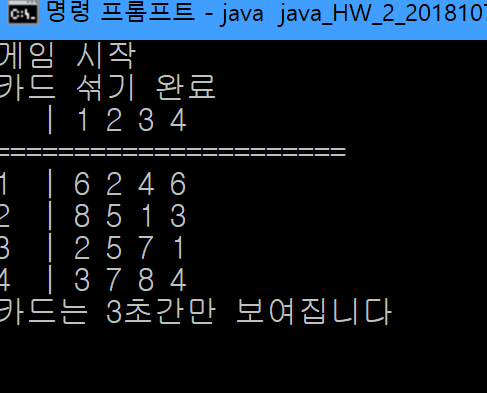 명령 프롬프트 - java java_HW_2_2018107
게임 시작
카드 섞기 완료
| 1 2 3 4
======================
1 | 6 2 4 6
2 | 8 5 1 3
3 | 2 5 7 1
4 | 3 7 8 4
카드는 3초간만 보여집니다